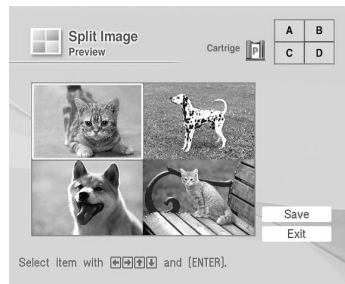 Split Image
Preview
Cartrige P
A B
C D
Save
Exit
Select item with ←→↑↓ and [ENTER].